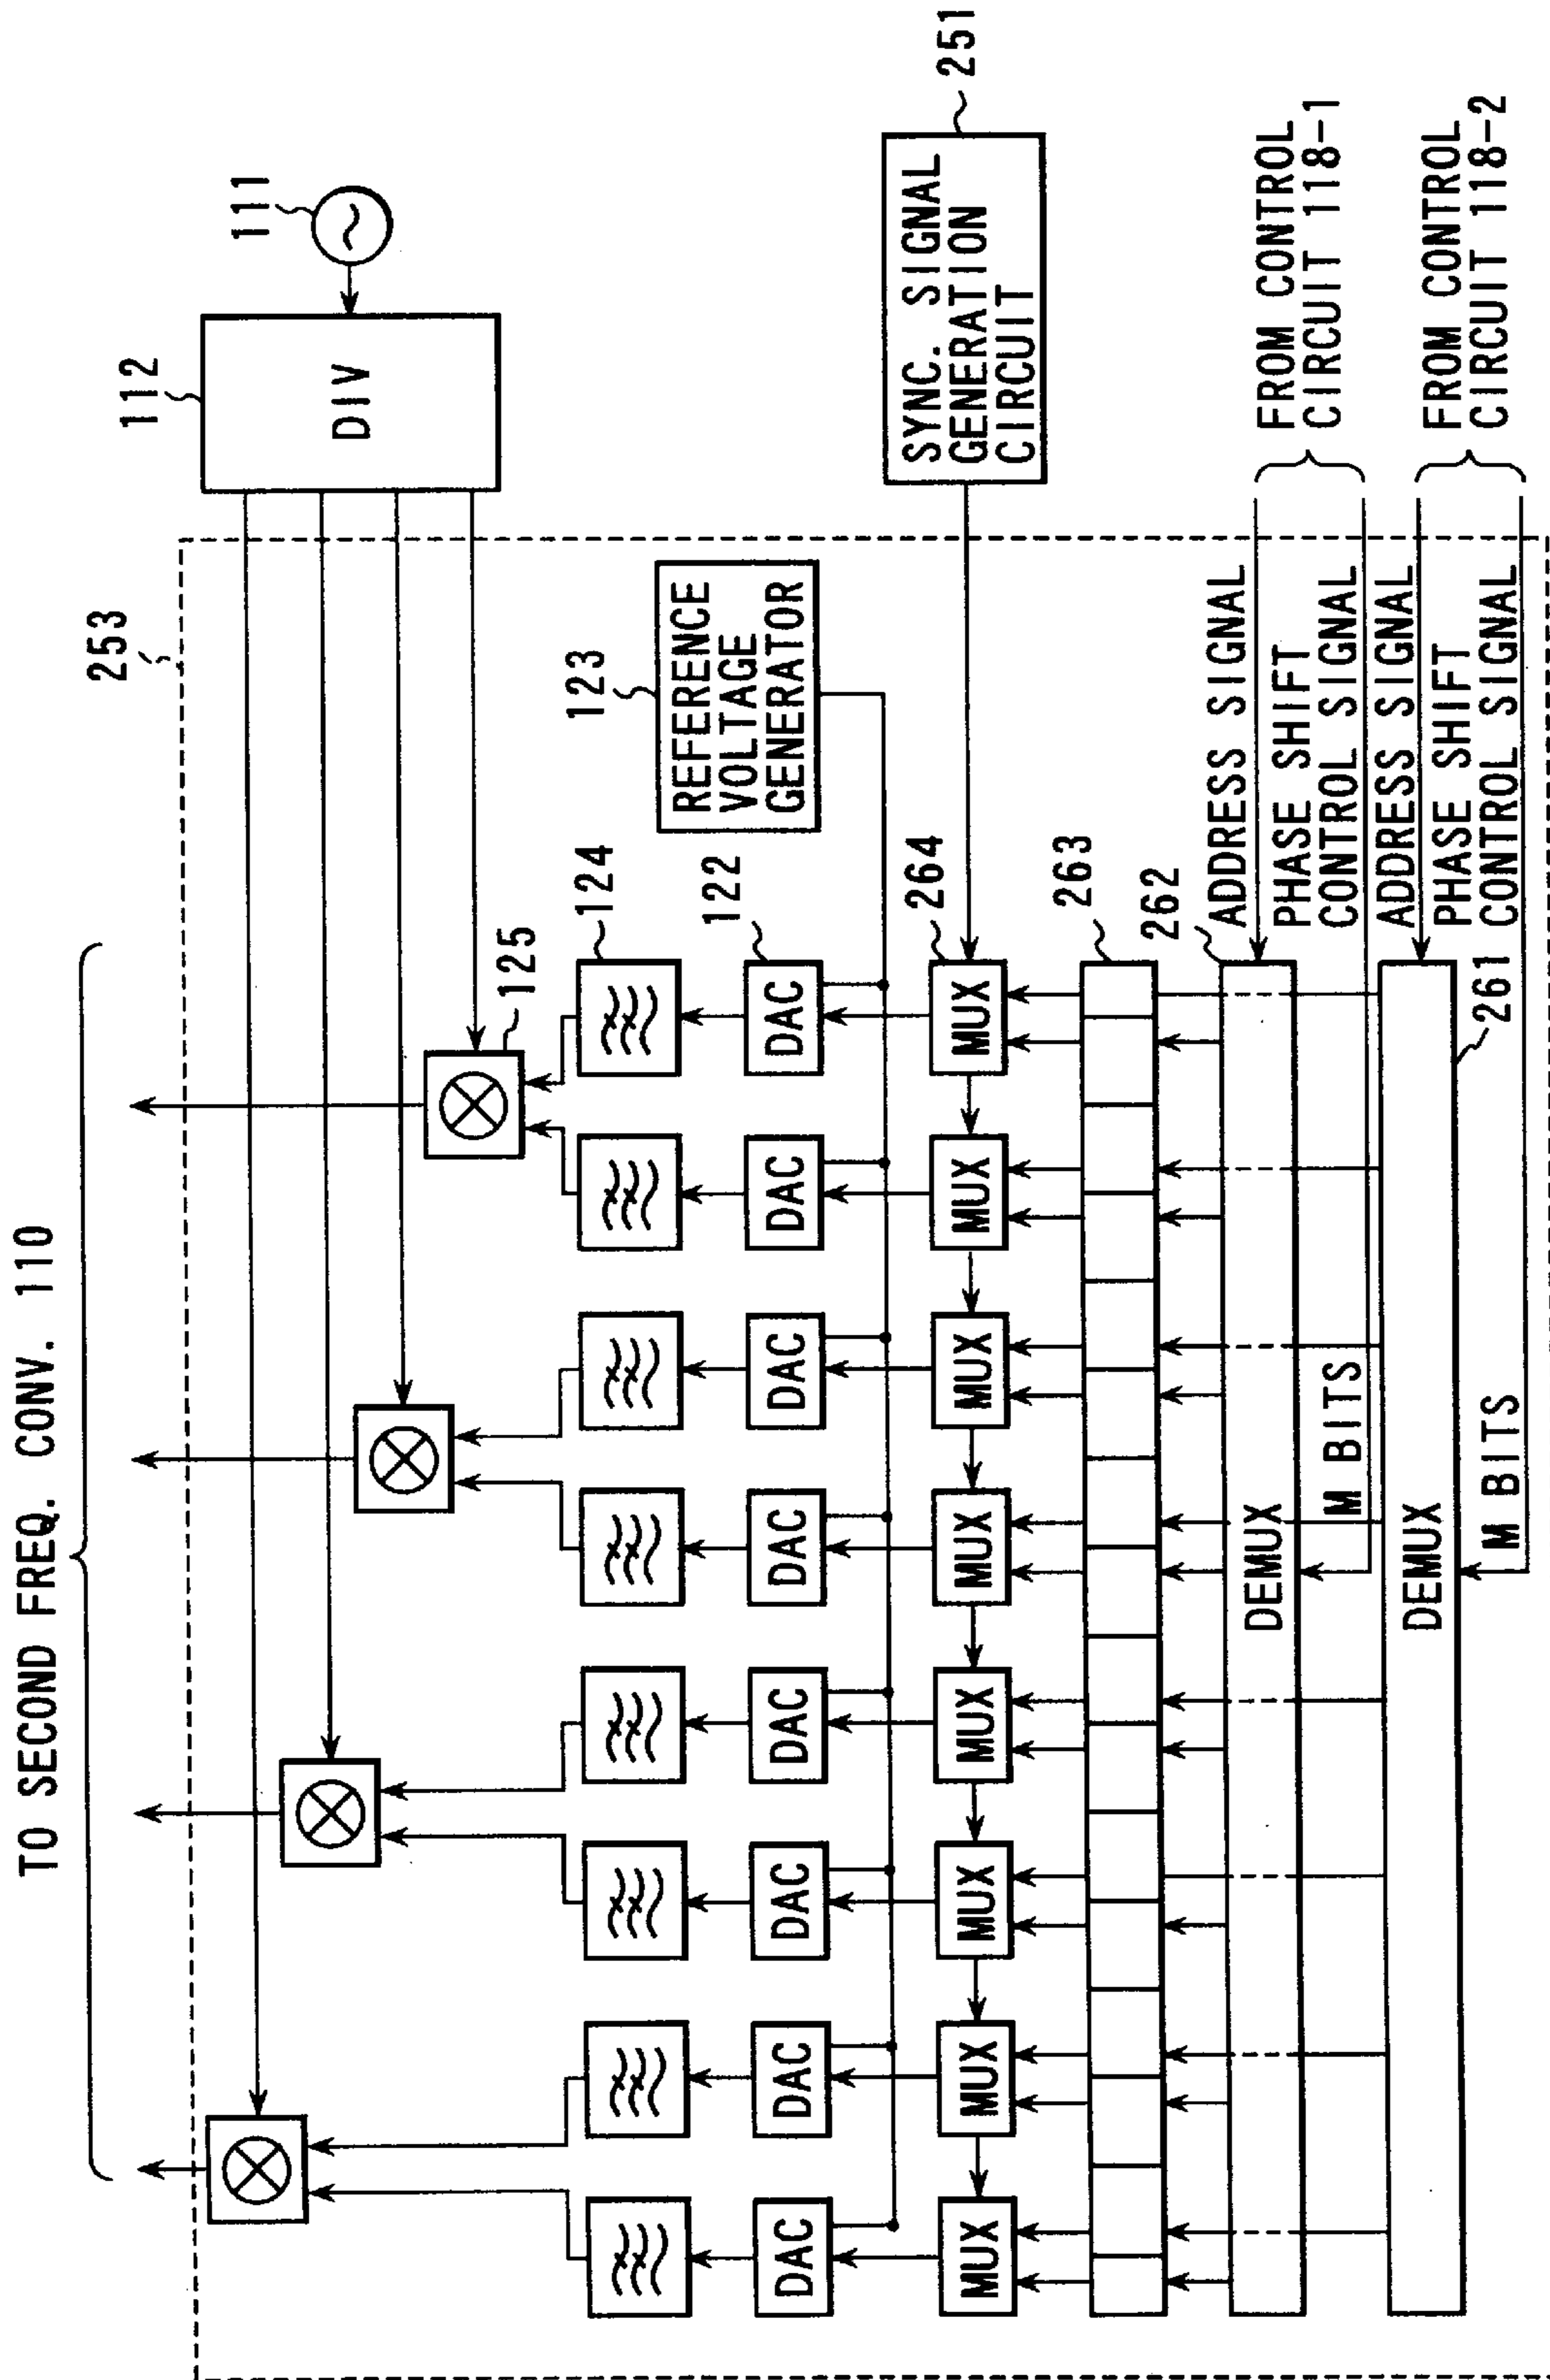 TO SECOND FREQ. CONV. 110
253
112
111
DIV
125
124
123
REFERENCE
VOLTAGE
GENERATOR
122
DAC
DAC
DAC
DAC
DAC
DAC
DAC
DAC
251
SYNC. SIGNAL
GENERATION
CIRCUIT
264
MUX
MUX
MUX
MUX
MUX
MUX
MUX
MUX
263
262
ADDRESS SIGNAL
PHASE SHIFT
CONTROL SIGNAL
FROM CONTROL
CIRCUIT 118-1
DEMUX
M BITS
ADDRESS SIGNAL
PHASE SHIFT
CONTROL SIGNAL
FROM CONTROL
CIRCUIT 118-2
261
DEMUX
M BITS